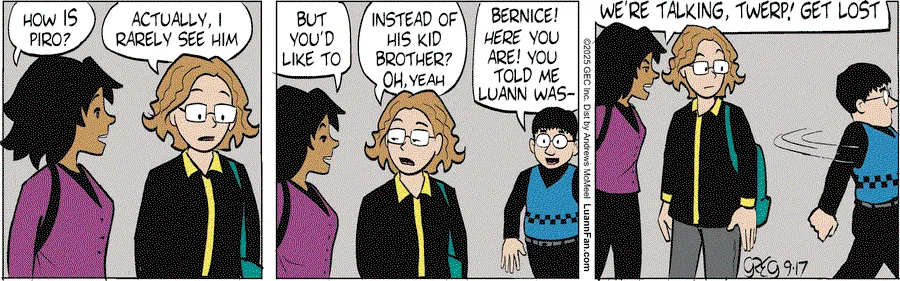 HOW IS
PIRO?
ACTUALLY, I
RARELY SEE HIM
BUT
YOU'D
LIKE TO
INSTEAD OF
HIS KID
BROTHER?
OH, YEAH
BERNICE!
HERE YOU
ARE! YOU
TOLD ME
LUANN WAS-
©2025 GEC Inc. Dist by Andrews McMeel LuannFan.com
WE'RE TALKING, TWERP! GET LOST
GREG 9·17